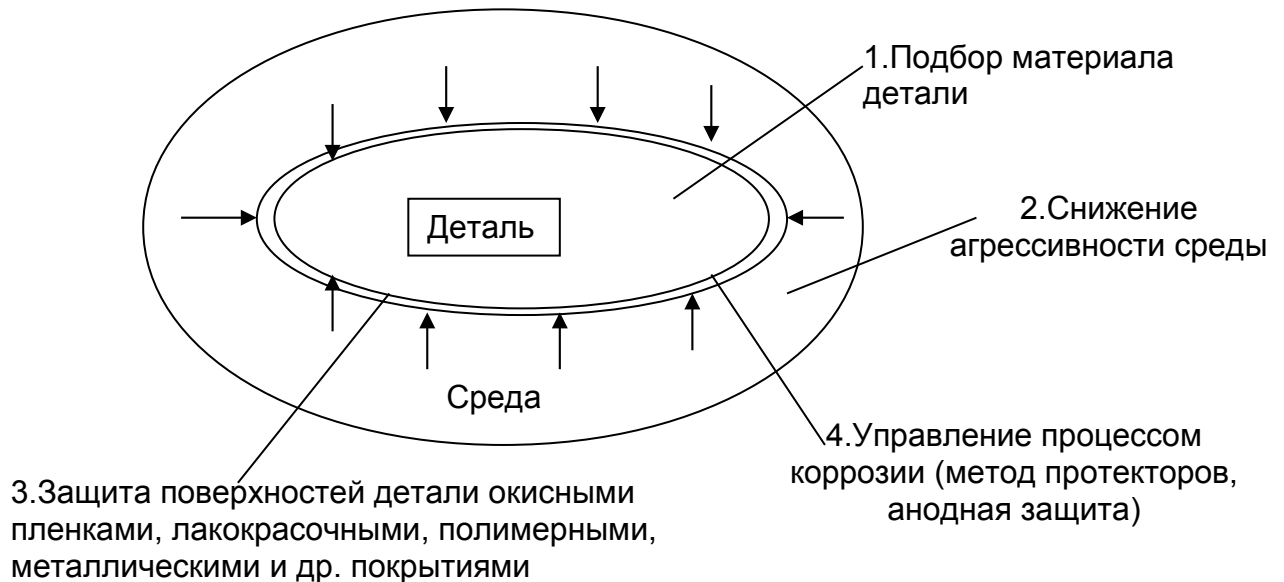 1.Подбор материала
детали
Деталь
2.Снижение
агрессивности среды
Среда
4.Управление процессом
коррозии (метод протекторов,
анодная защита)
3.Защита поверхностей детали окисными
пленками, лакокрасочными, полимерными,
металлическими и др. покрытиями